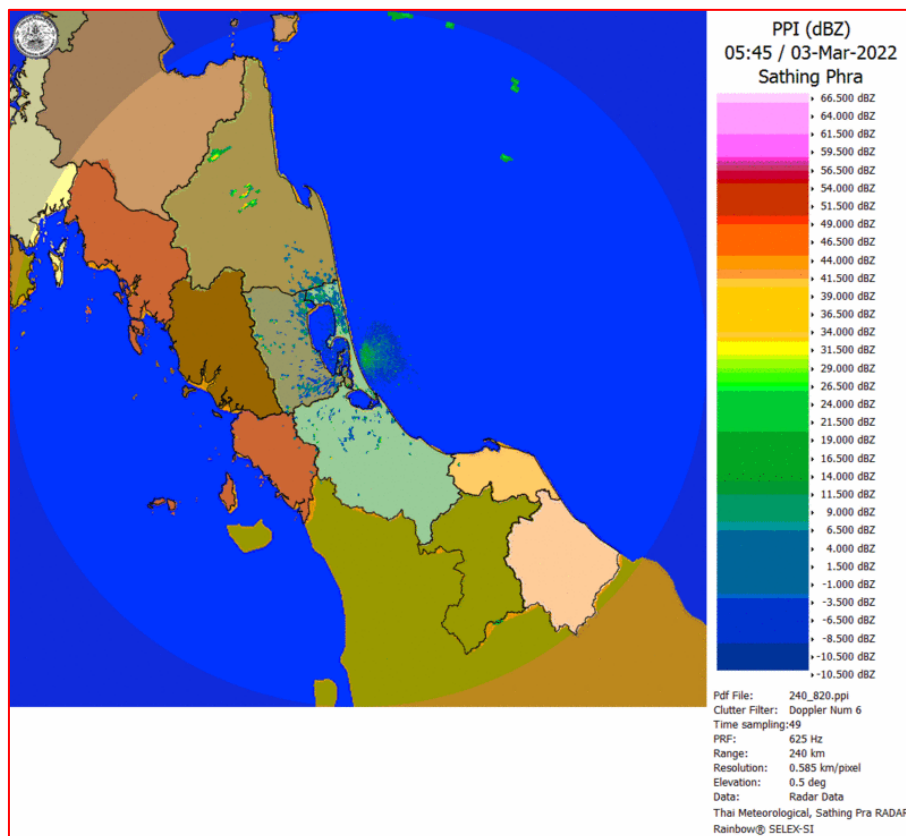 PPI (dBZ)
05:45 / 03-Mar-2022
Sathing Phra
66.500 dBZ
64.000 dBZ
61.500 dBZ
59.500 dBZ
56.500 dBZ
54.000 dBZ
51.500 dBZ
49.000 dBZ
46.500 dBZ
44.000 dBZ
41.500 dBZ
39.000 dBZ
36.500 dBZ
34.000 dBZ
31.500 dBZ
29.000 dBZ
26.500 dBZ
24.000 dBZ
21.500 dBZ
19.000 dBZ
14.000 dBZ
11.500 dBZ
9.000 dBZ
6.500 dBZ
4.000 dBZ
1.500 dBZ
-1.000 dBZ
-3.500 dBZ
-8.500 dBZ
-10.500 dBZ
-10.500 dBZ
Pdf File: 240_820.ppi
Clutter Filter: Doppler Num 6
Time sampling:49
PRF: 625 Hz
Range: 240 km
Resolution: 0.585 km/pixel
Elevation: 0.5 deg
Data: Radar Data
Thai Meteorological, Sathing Pra RADAR
Rainbow® SELEX-SI